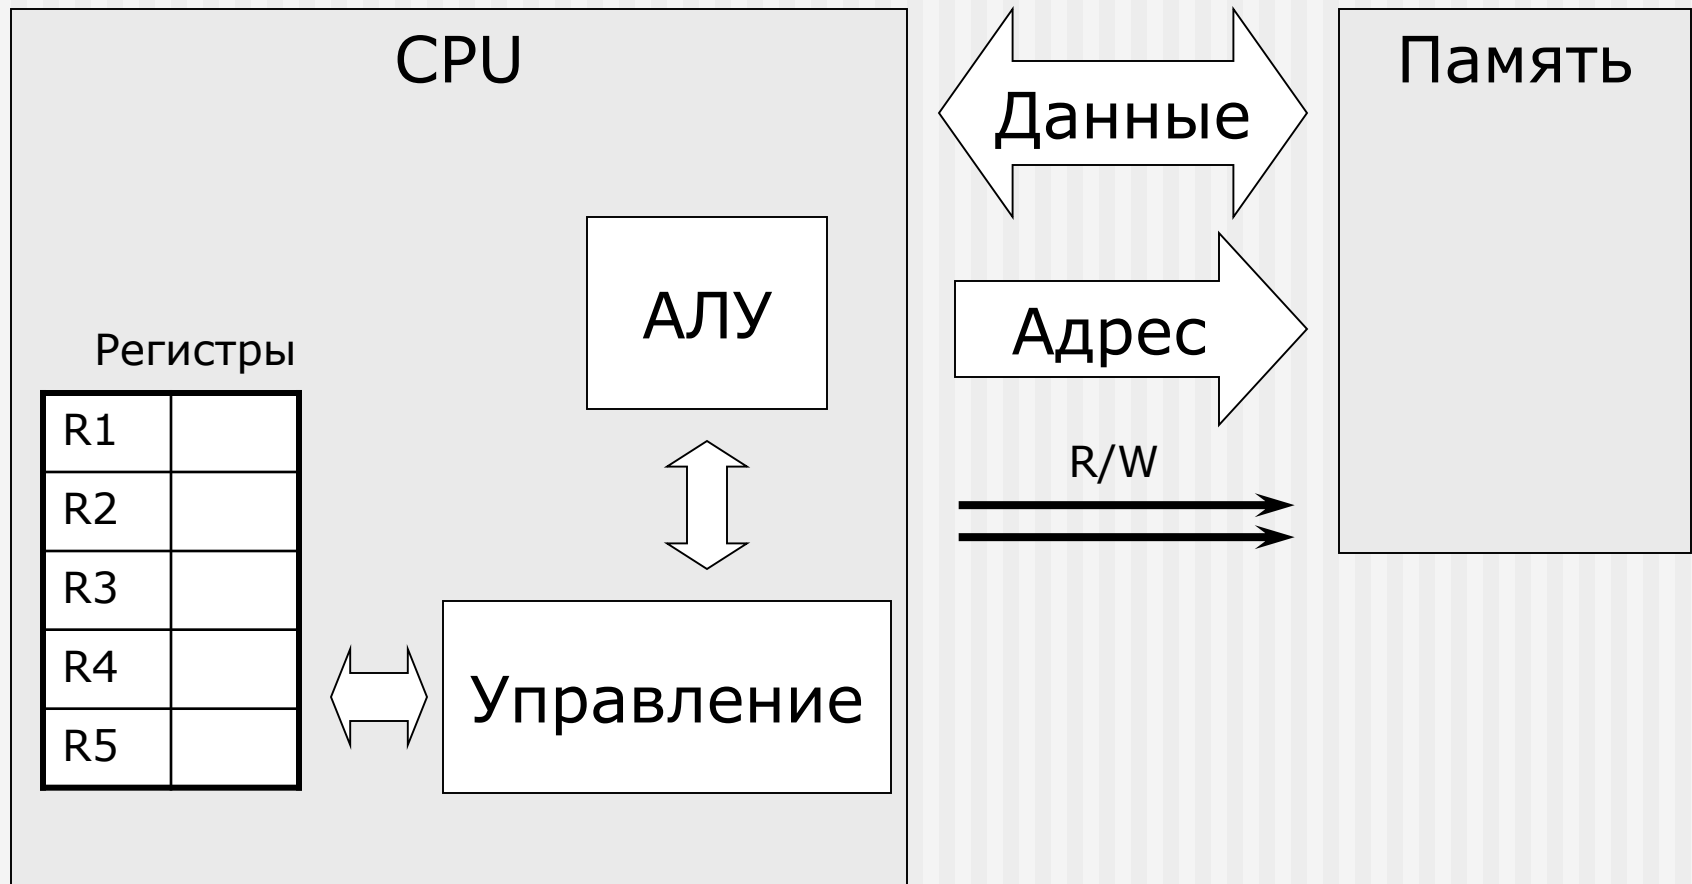 CPU
АЛУ
Регистры
R1
R2
R3
R4
R5
Управление
Данные
Адрес
R/W
Память